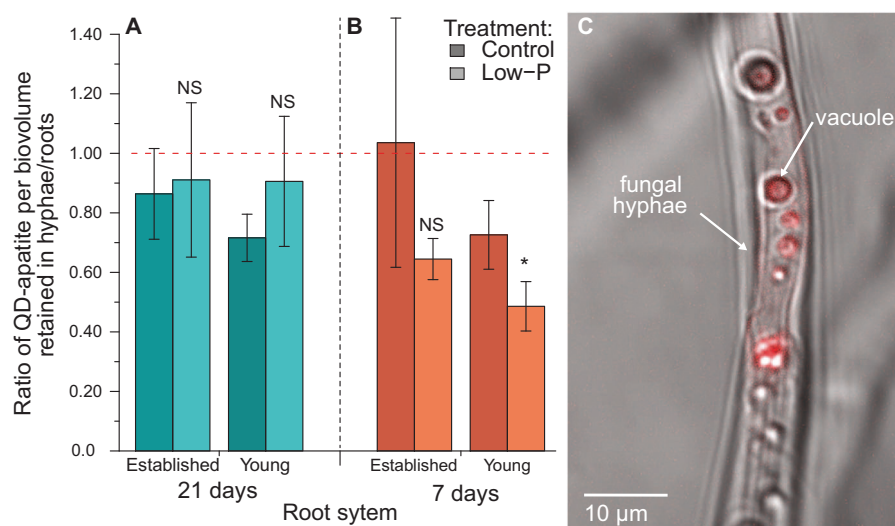 A
B
C
Treatment:
Control
Low−P
Ratio of QD-apatite per biovolume
retained in hyphae/roots
1.40
1.20
1.00
0.80
0.60
0.40
0.20
0.0
NS
NS
NS
*
Established
Young
Established
Young
21 days
7 days
Root sytem
vacuole
fungal
hyphae
10 µm